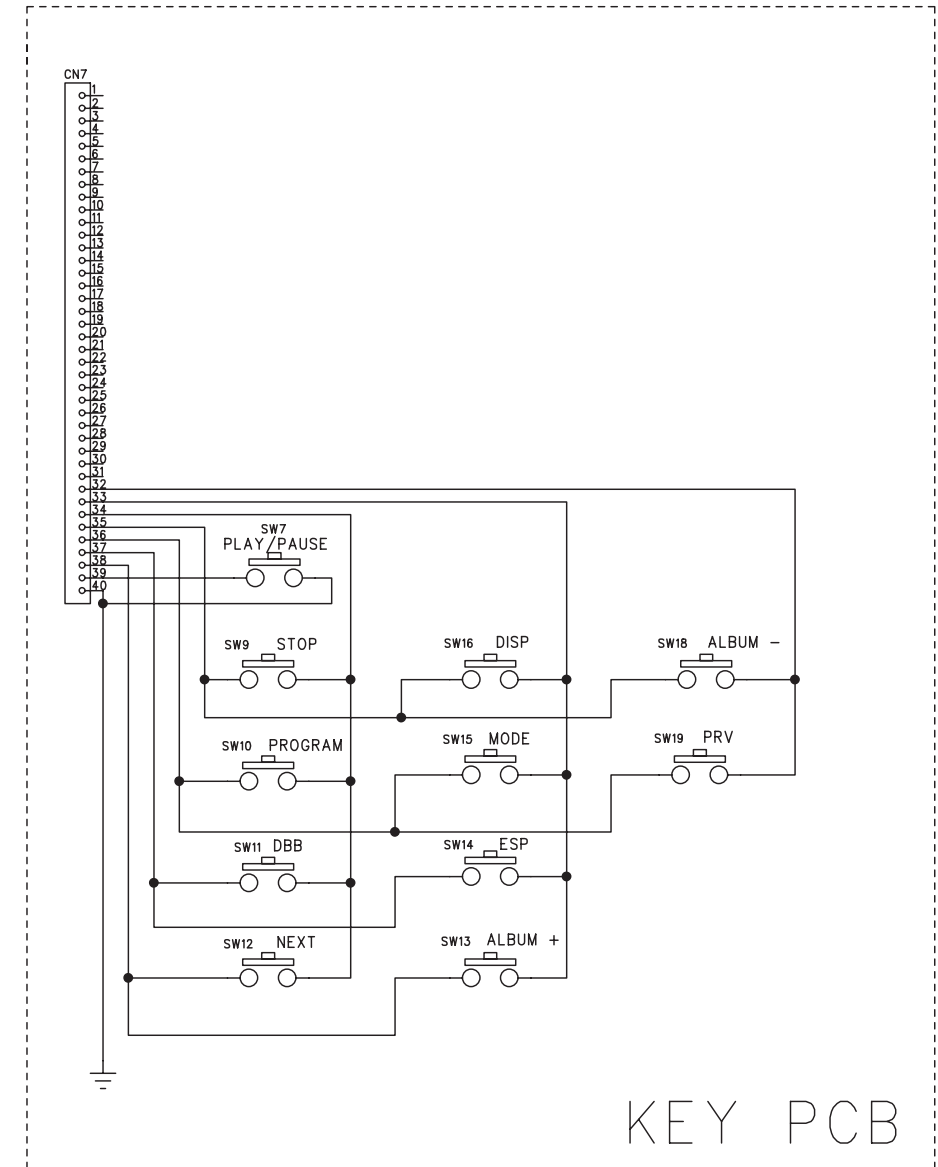 CN7
1
2
3
4
5
6
7
8
9
10
11
12
13
14
15
16
17
18
19
20
21
22
23
24
25
26
27
28
29
30
31
32
33
34
35
36
37
38
39
40
SW7
PLAY/PAUSE
SW9 STOP
SW16 DISP
SW18 ALBUM -
SW10 PROGRAM
SW15 MODE
SW19 PRV
SW11 DBB
SW14 ESP
SW12 NEXT
SW13 ALBUM +
KEY PCB